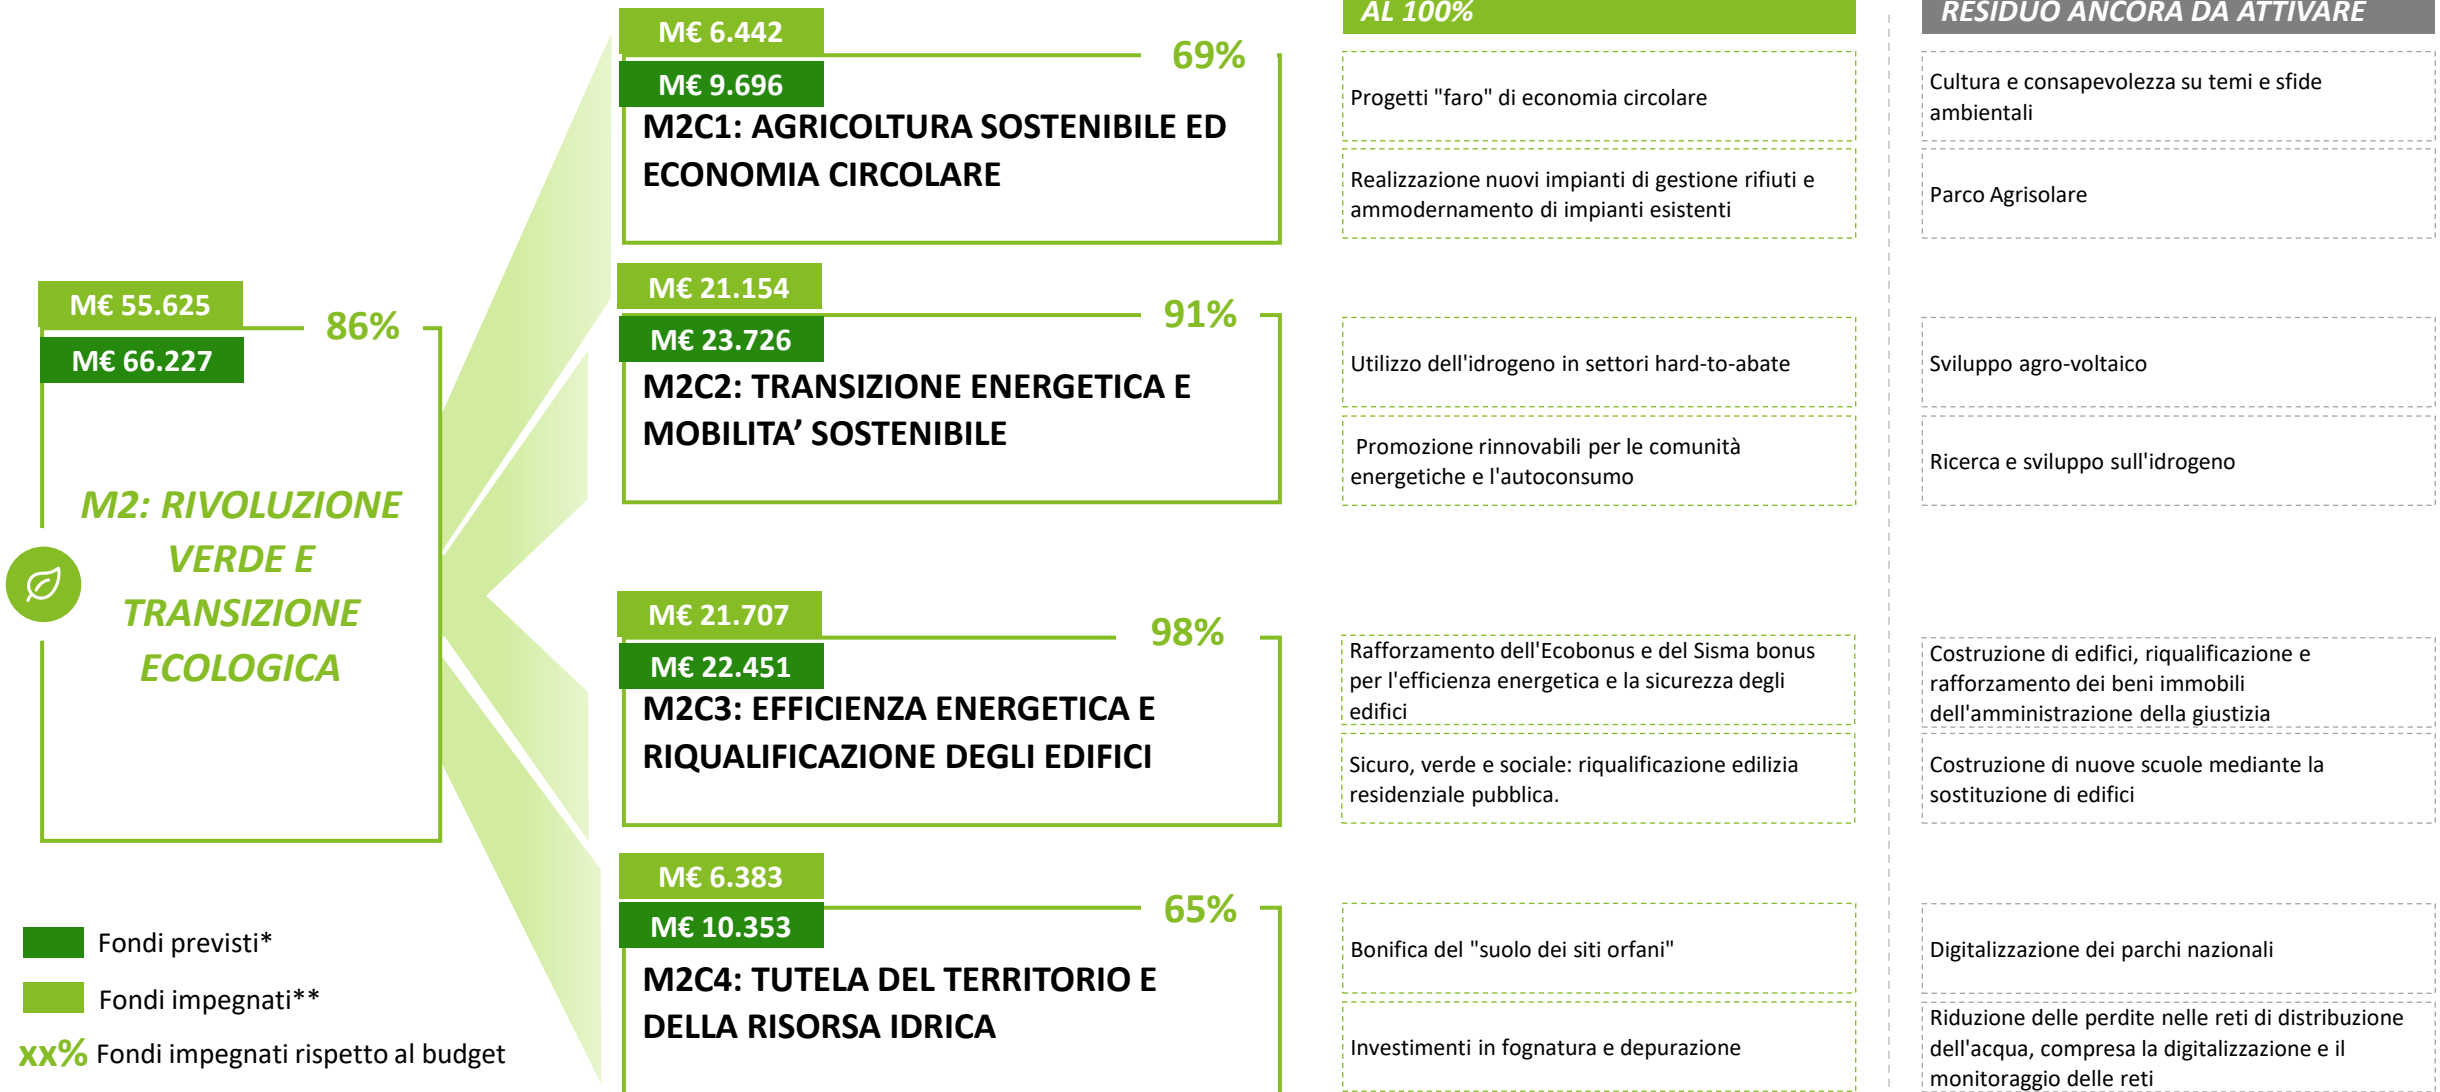 AL 100%
RESIDUO ANCORA DA ATTIVARE
M€ 55.625
86%
M€ 66.227
M2: RIVOLUZIONE
VERDE E
TRANSIZIONE
ECOLOGICA
Fondi previsti*
Fondi impegnati**
xx% Fondi impegnati rispetto al budget
M€ 6.442
69%
M€ 9.696
M2C1: AGRICOLTURA SOSTENIBILE ED
ECONOMIA CIRCOLARE
Progetti "faro" di economia circolare
Realizzazione nuovi impianti di gestione rifiuti e
ammodernamento di impianti esistenti
Cultura e consapevolezza su temi e sfide
ambientali
Parco Agrisolare
M€ 21.154
91%
M€ 23.726
M2C2: TRANSIZIONE ENERGETICA E
MOBILITA’ SOSTENIBILE
Utilizzo dell'idrogeno in settori hard-to-abate
Promozione rinnovabili per le comunità
energetiche e l'autoconsumo
Sviluppo agro-voltaico
Ricerca e sviluppo sull'idrogeno
M€ 21.707
98%
M€ 22.451
M2C3: EFFICIENZA ENERGETICA E
RIQUALIFICAZIONE DEGLI EDIFICI
Rafforzamento dell'Ecobonus e del Sisma bonus
per l'efficienza energetica e la sicurezza degli
edifici
Sicuro, verde e sociale: riqualificazione edilizia
residenziale pubblica.
Costruzione di edifici, riqualificazione e
rafforzamento dei beni immobili
dell'amministrazione della giustizia
Costruzione di nuove scuole mediante la
sostituzione di edifici
M€ 6.383
65%
M€ 10.353
M2C4: TUTELA DEL TERRITORIO E
DELLA RISORSA IDRICA
Bonifica del "suolo dei siti orfani"
Investimenti in fognatura e depurazione
Digitalizzazione dei parchi nazionali
Riduzione delle perdite nelle reti di distribuzione
dell'acqua, compresa la digitalizzazione e il
monitoraggio delle reti